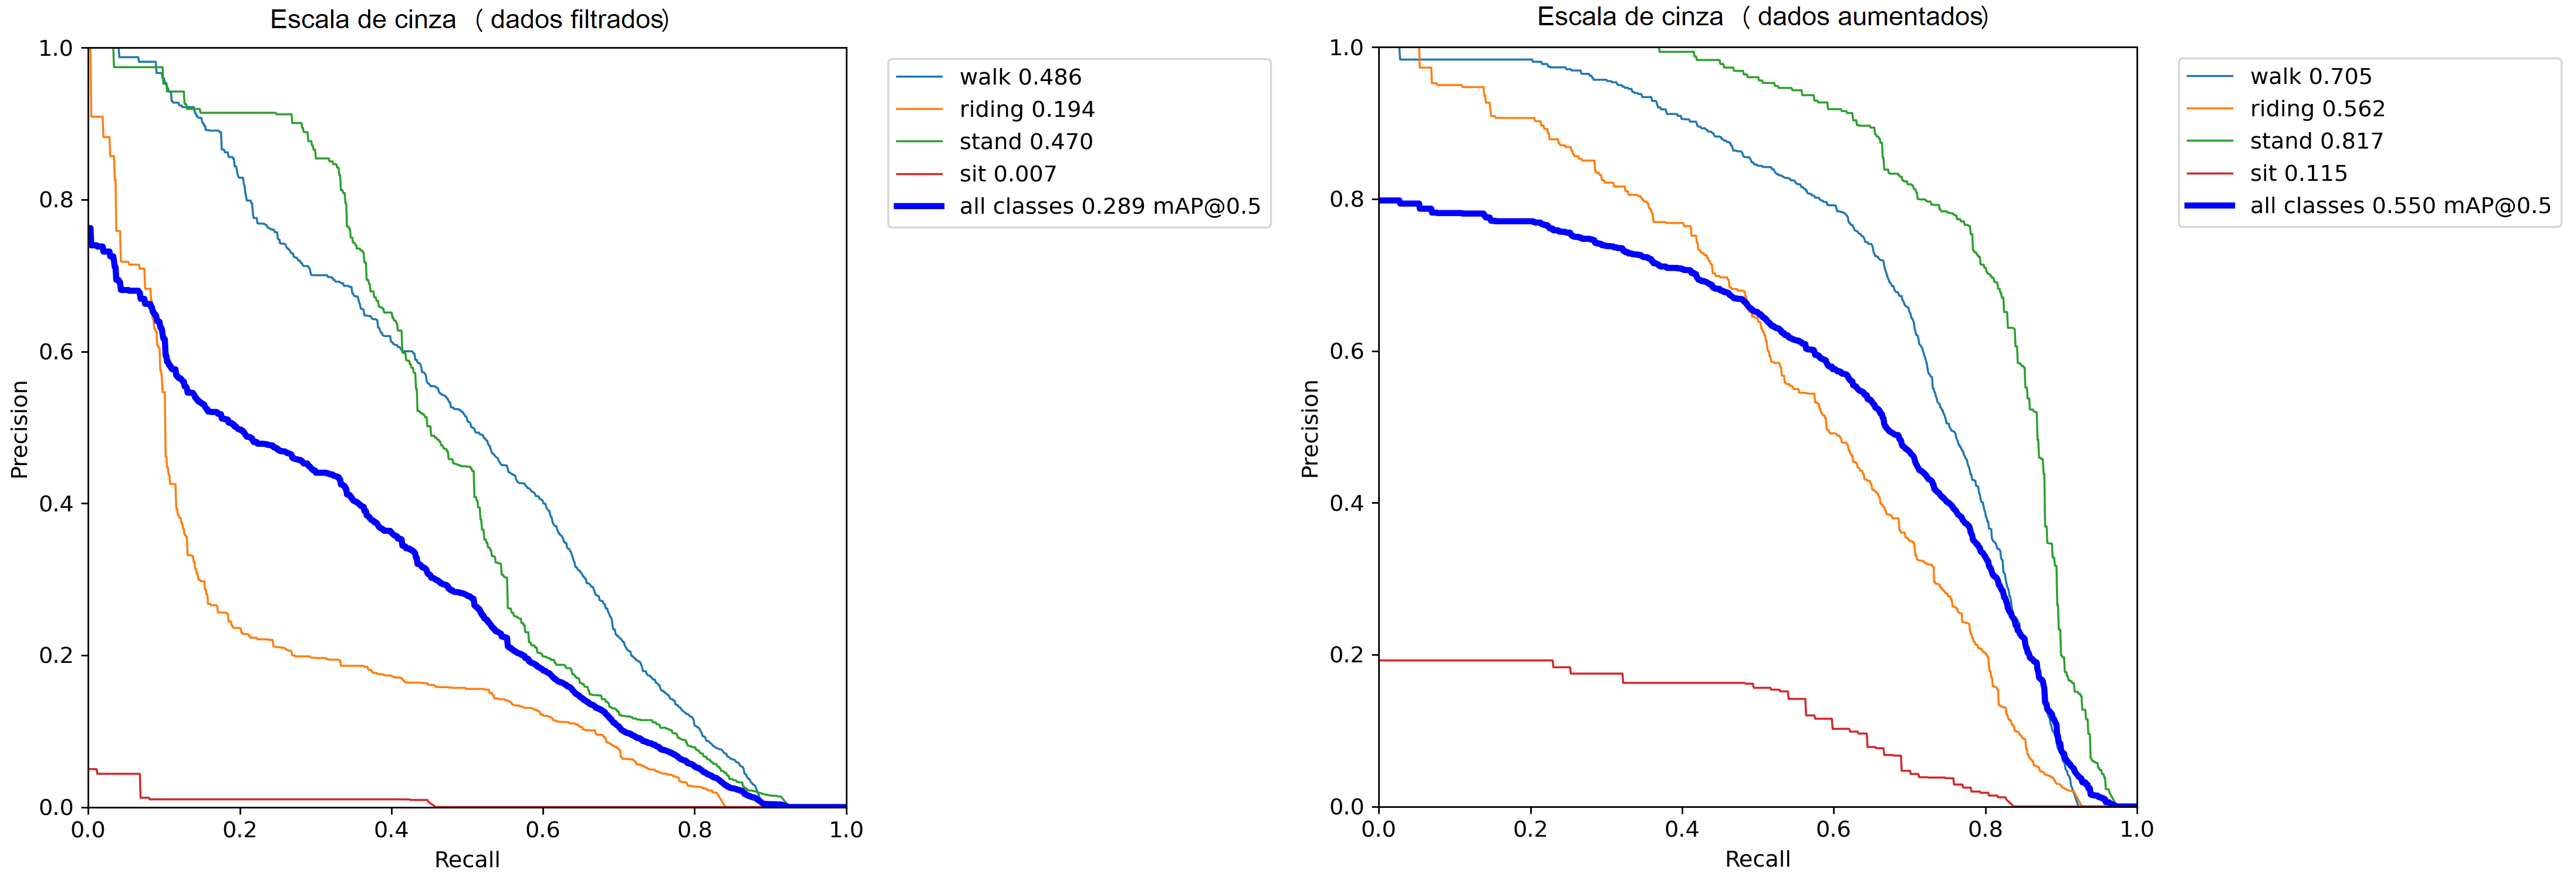 Escala de cinza ( dados filtrados)
1.0
0.8
0.6
0.4
0.2
0.0
Precision
0.0 0.2 0.4 0.6 0.8 1.0
Recall
walk 0.486
riding 0.194
stand 0.470
sit 0.007
all classes 0.289 mAP@0.5
Escala de cinza ( dados aumentados)
1.0
0.8
0.6
0.4
0.2
0.0
Precision
0.0 0.2 0.4 0.6 0.8 1.0
Recall
walk 0.705
riding 0.562
stand 0.817
sit 0.115
all classes 0.550 mAP@0.5